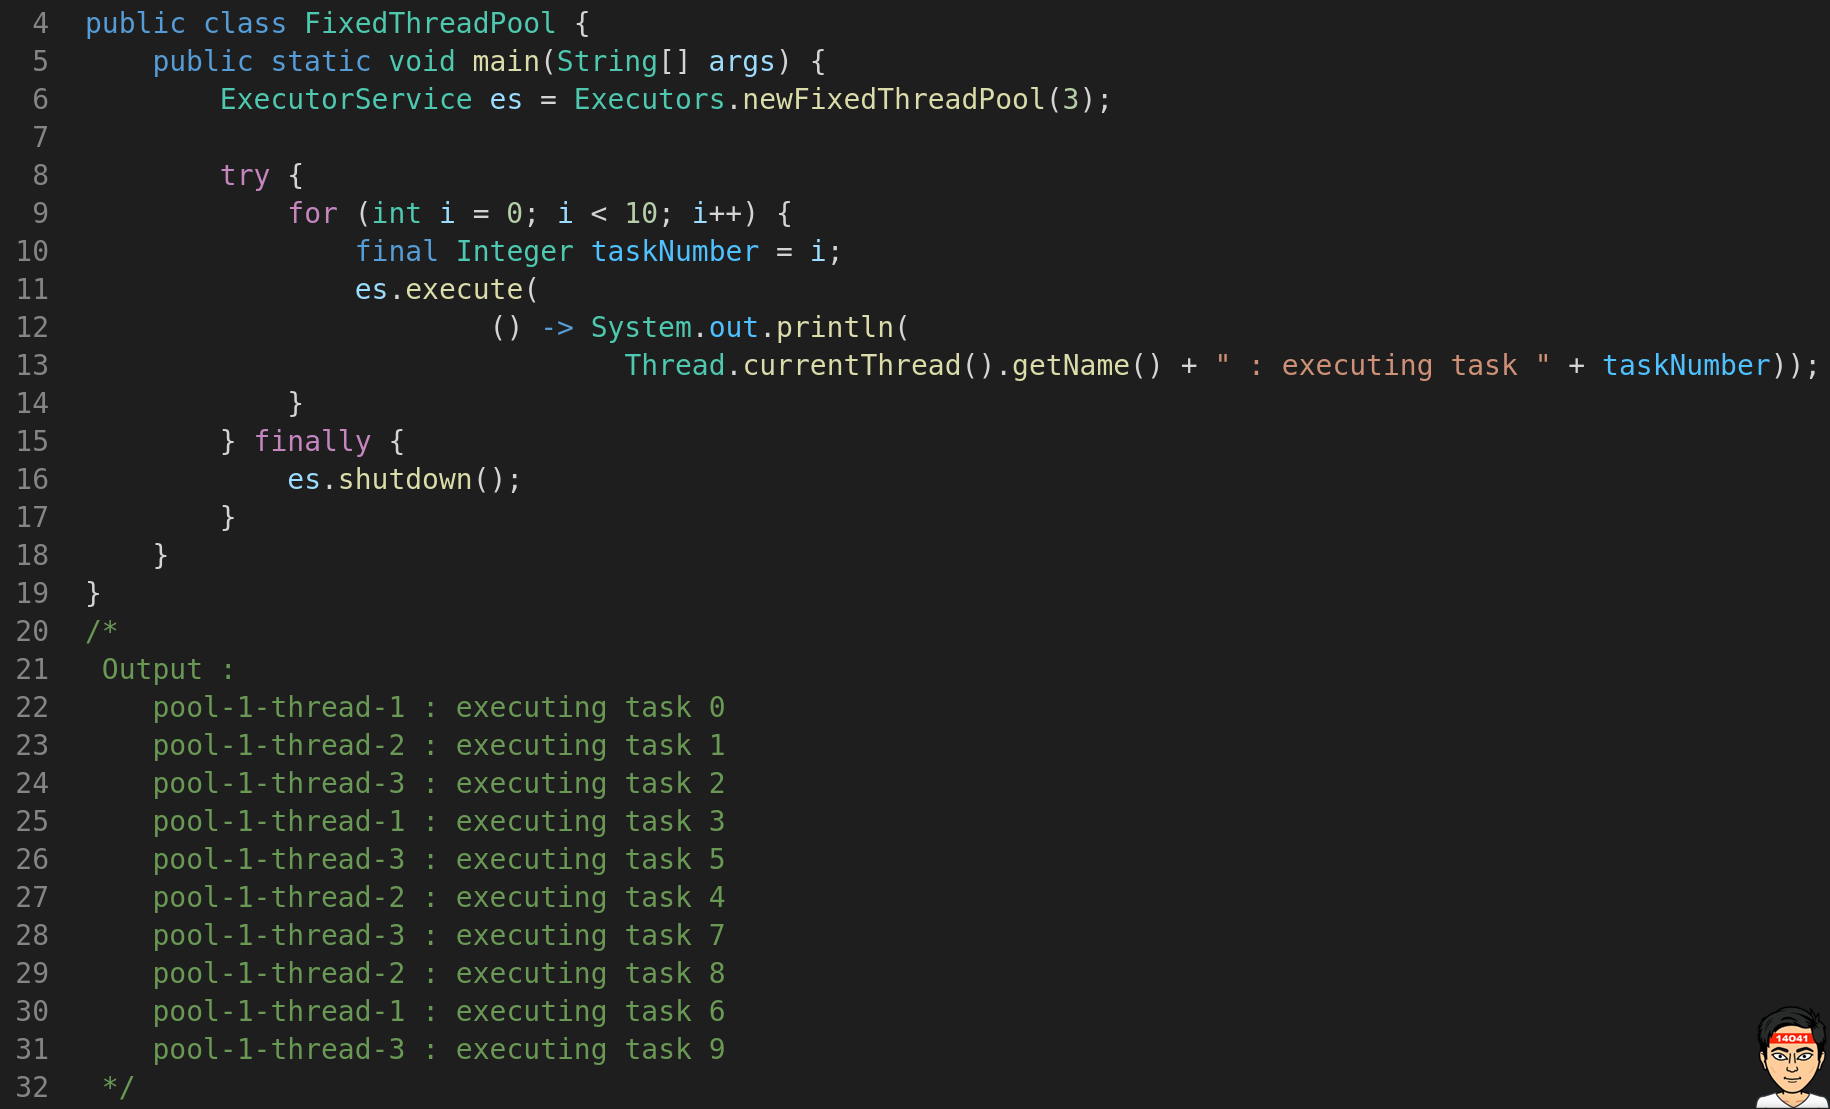 4 public class FixedThreadPool {
5     public static void main(String[] args) {
6         ExecutorService es = Executors.newFixedThreadPool(3);
7
8         try {
9             for (int i = 0; i < 10; i++) {
10                 final Integer taskNumber = i;
11                 es.execute(
12                         () -> System.out.println(
13                                 Thread.currentThread().getName() + " : executing task " + taskNumber));
14             }
15         } finally {
16             es.shutdown();
17         }
18     }
19 }
20 /*
21  Output :
22     pool-1-thread-1 : executing task 0
23     pool-1-thread-2 : executing task 1
24     pool-1-thread-3 : executing task 2
25     pool-1-thread-1 : executing task 3
26     pool-1-thread-3 : executing task 5
27     pool-1-thread-2 : executing task 4
28     pool-1-thread-3 : executing task 7
29     pool-1-thread-2 : executing task 8
30     pool-1-thread-1 : executing task 6
31     pool-1-thread-3 : executing task 9
32  */
14041